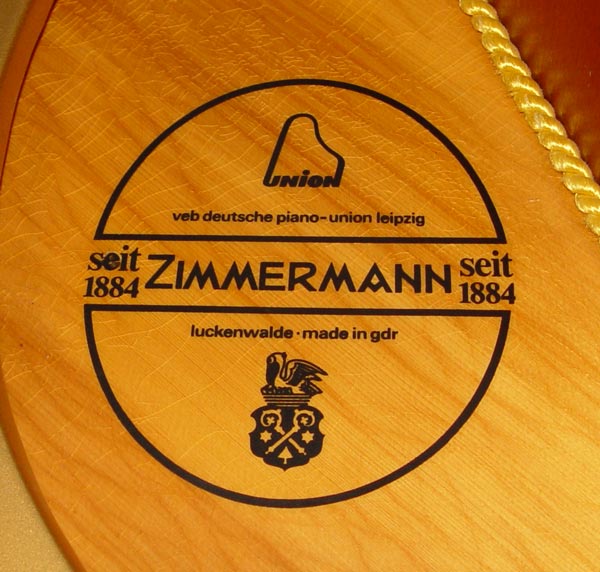 UNION
veb deutsche piano-union leipzig
seit 1884 ZIMMERMANN seit 1884
luckenwalde · made in gdr